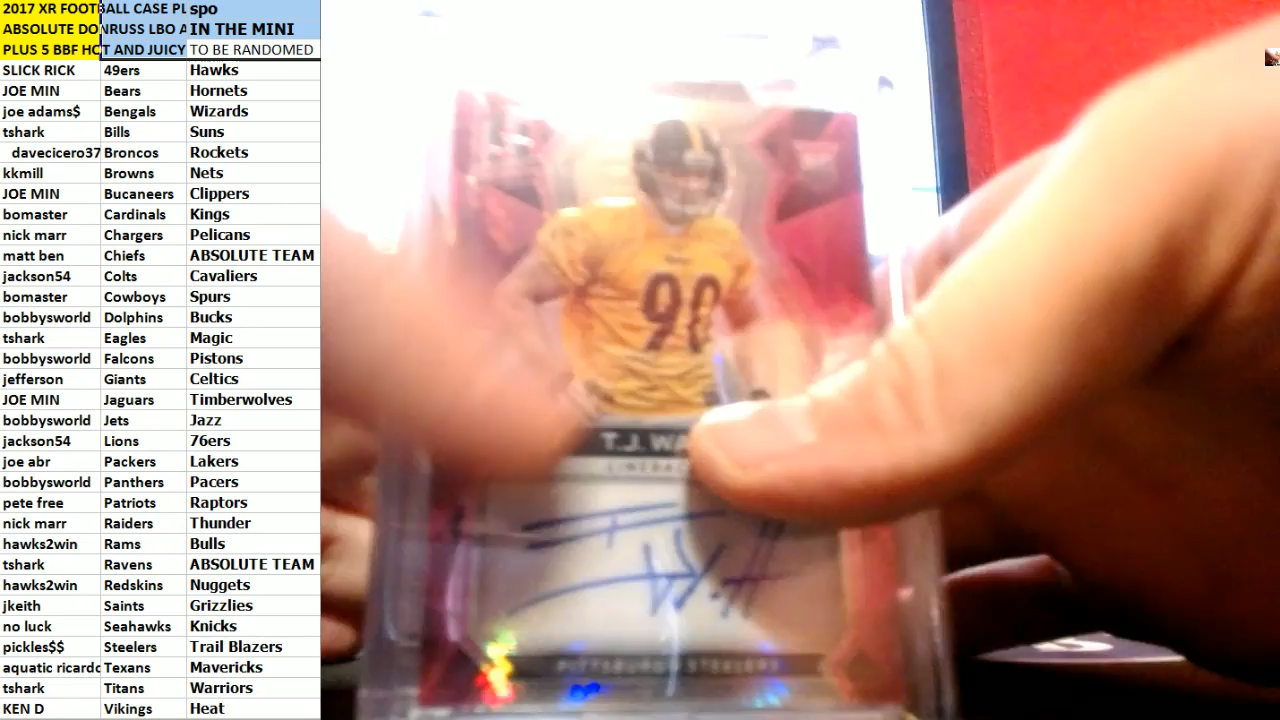 2017 XR FOOTBALL CASE PL spo
ABSOLUTE DONRUSS LBO A IN THE MINI
PLUS 5 BBF HOT AND JUICY TO BE RANDOMED
SLICK RICK 49ers Hawks
JOE MIN Bears Hornets
joe adams$ Bengals Wizards
tshark Bills Suns
davecicero37 Broncos Rockets
kkmill Browns Nets
JOE MIN Bucaneers Clippers
bomaster Cardinals Kings
nick marr Chargers Pelicans
matt ben Chiefs ABSOLUTE TEAM
jackson54 Colts Cavaliers
bomaster Cowboys Spurs
bobbysworld Dolphins Bucks
tshark Eagles Magic
bobbysworld Falcons Pistons
jefferson Giants Celtics
JOE MIN Jaguars Timberwolves
bobbysworld Jets Jazz
jackson54 Lions 76ers
joe abr Packers Lakers
bobbysworld Panthers Pacers
pete free Patriots Raptors
nick marr Raiders Thunder
hawks2win Rams Bulls
tshark Ravens ABSOLUTE TEAM
hawks2win Redskins Nuggets
jkeith Saints Grizzlies
no luck Seahawks Knicks
pickles$$ Steelers Trail Blazers
aquatic ricardo Texans Mavericks
tshark Titans Warriors
KEN D Vikings Heat
90
T.J. WA
LINEBA
PITTSBURGH STEELERS